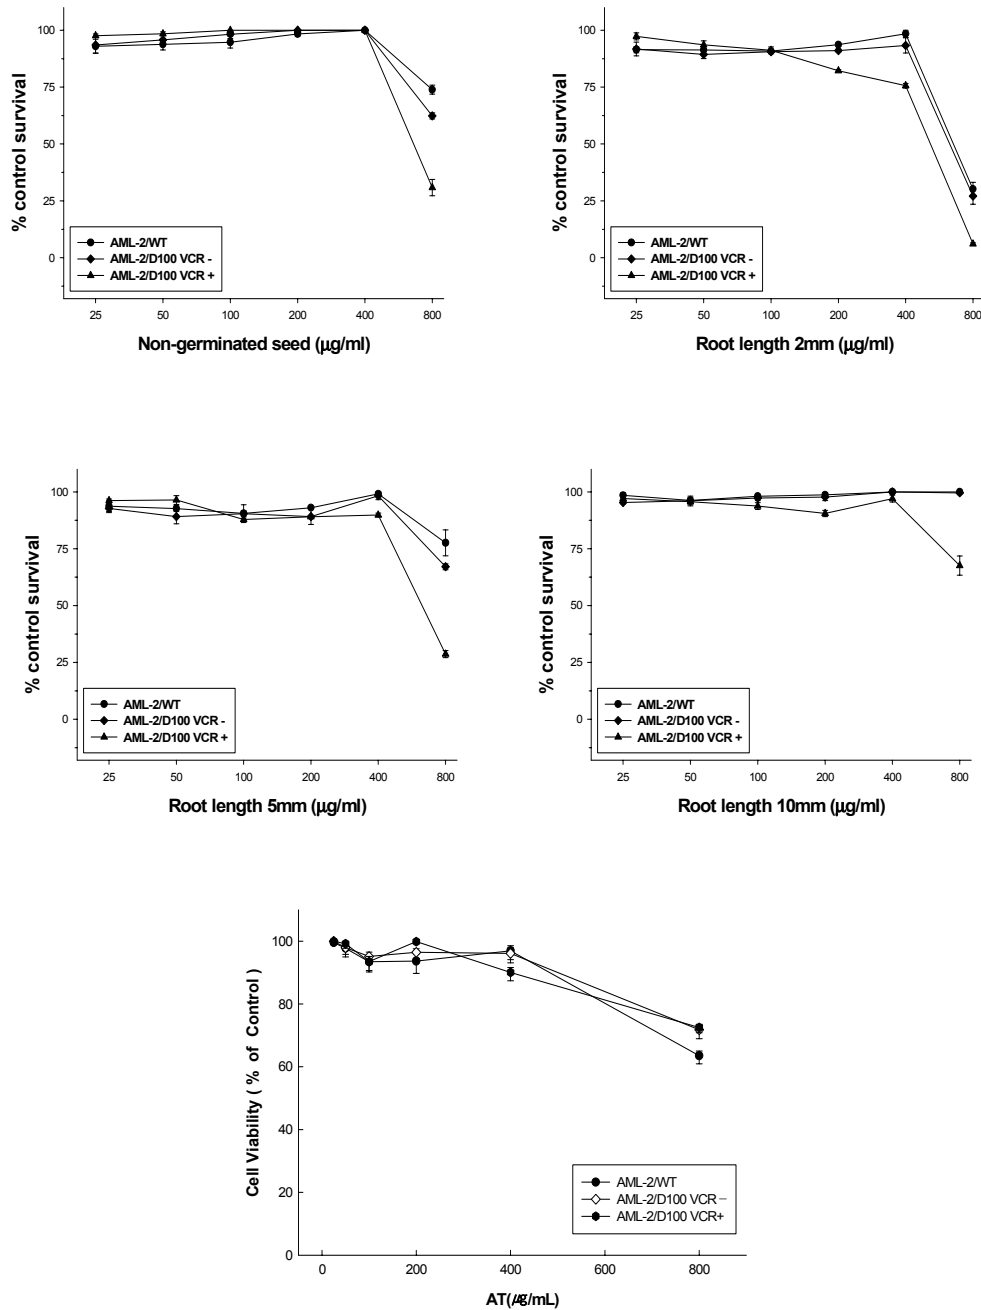 100
75
50
25
0
% control survival
AML-2/WT
AML-2/D100 VCR -
AML-2/D100 VCR +
25 50 100 200 400 800
Non-germinated seed (μg/ml)
100
75
50
25
0
% control survival
AML-2/WT
AML-2/D100 VCR -
AML-2/D100 VCR +
25 50 100 200 400 800
Root length 2mm (μg/ml)
100
75
50
25
0
% control survival
AML-2/WT
AML-2/D100 VCR -
AML-2/D100 VCR +
25 50 100 200 400 800
Root length 5mm (μg/ml)
100
75
50
25
0
% control survival
AML-2/WT
AML-2/D100 VCR -
AML-2/D100 VCR +
25 50 100 200 400 800
Root length 10mm (μg/ml)
100
80
60
40
20
0
Cell Viability ( % of Control )
AML-2/WT
AML-2/D100 VCR−
AML-2/D100 VCR+
0 200 400 600 800
AT(㎍/mL)